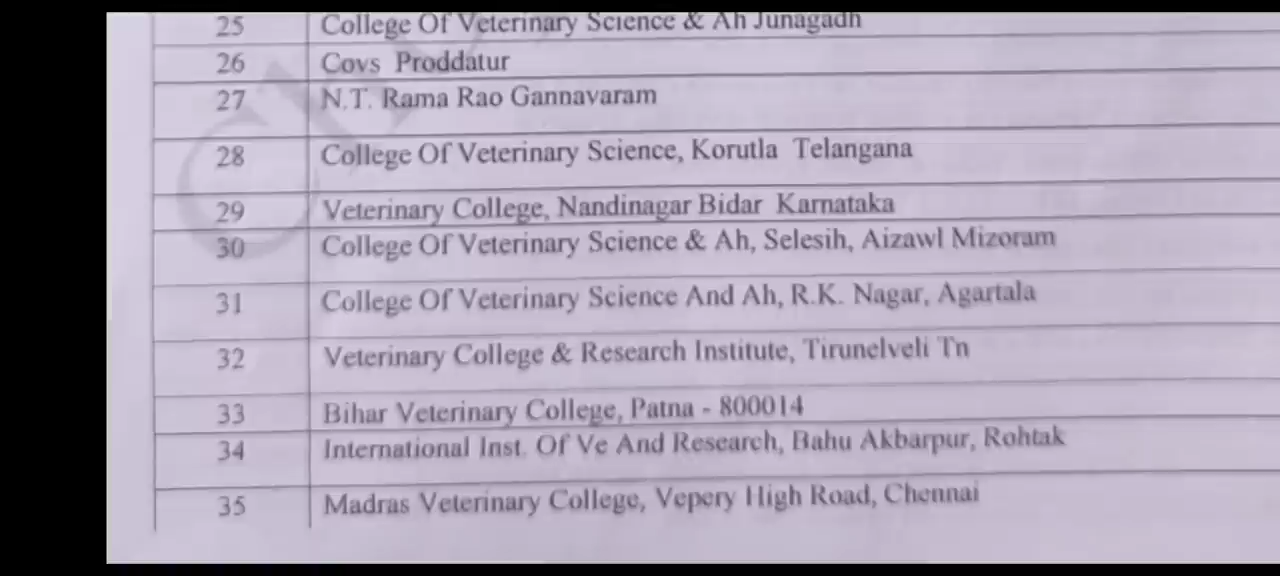 25 College Of Veterinary Science & Ah Junagadh
26 Covs Proddatur
27 N.T. Rama Rao Gannavaram
28 College Of Veterinary Science, Korutla Telangana
29 Veterinary College, Nandinagar Bidar Karnataka
30 College Of Veterinary Science & Ah, Selesih, Aizawl Mizoram
31 College Of Veterinary Science And Ah, R.K. Nagar, Agartala
32 Veterinary College & Research Institute, Tirunelveli Tn
33 Bihar Veterinary College, Patna - 800014
34 International Inst. Of Ve And Research, Bahu Akbarpur, Rohtak
35 Madras Veterinary College, Vepery High Road, Chennai